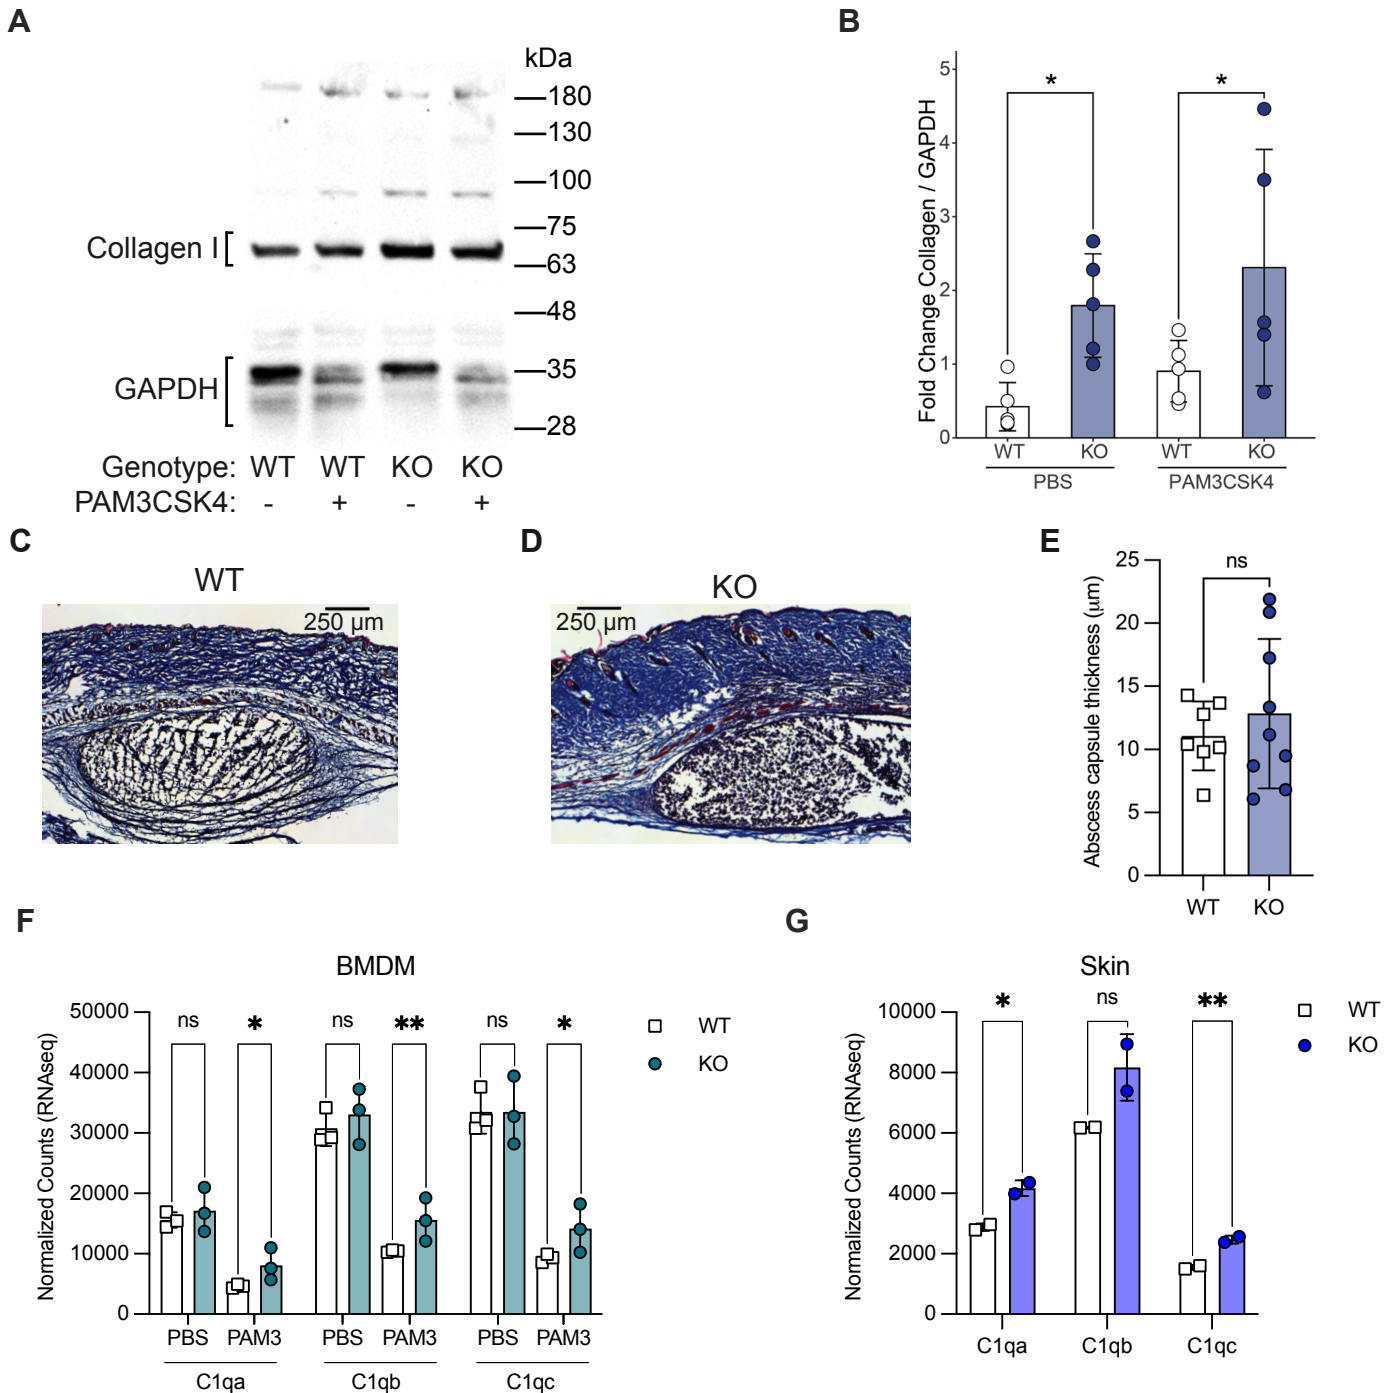 A
kDa
180
130
100
75
63
48
35
28
Collagen I
GAPDH
Genotype: WT WT KO KO
PAM3CSK4: - + - +
B
Fold Change Collagen / GAPDH
5
4
3
2
1
0
* *
WT KO WT KO
PBS PAM3CSK4
C
WT
250 µm
D
KO
250 µm
E
Abscess capsule thickness (µm)
25
20
15
10
5
0
ns
WT KO
F
BMDM
Normalized Counts (RNAseq)
50000
40000
30000
20000
10000
0
ns * ns ** ns *
WT
KO
PBS PAM3 PBS PAM3 PBS PAM3
C1qa C1qb C1qc
G
Skin
Normalized Counts (RNAseq)
10000
8000
6000
4000
2000
0
* ns **
WT
KO
C1qa C1qb C1qc